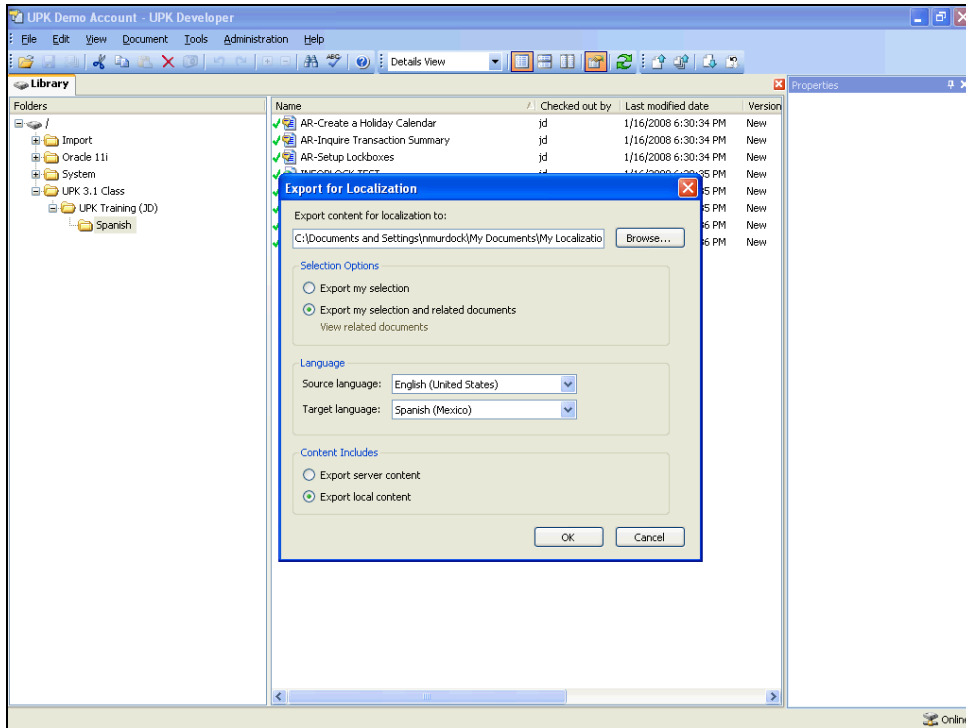 UPK Demo Account - UPK Developer
File Edit View Document Tools Administration Help
Details View
Library
Properties
Folders
Name / Checked out by Last modified date Version
/
Import
Oracle 11i
System
UPK 3.1 Class
UPK Training (JD)
Spanish
AR-Create a Holiday Calendar jd 1/16/2008 6:30:34 PM New
AR-Inquire Transaction Summary jd 1/16/2008 6:30:34 PM New
AR-Setup Lockboxes jd 1/16/2008 6:30:34 PM New
INFOBLOCK TEST 35 PM New
35 PM New
35 PM New
36 PM New
36 PM New
Export for Localization
Export content for localization to:
C:\Documents and Settings\nmurdock\My Documents\My Localizatio
Browse...
Selection Options
Export my selection
Export my selection and related documents
View related documents
Language
Source language: English (United States)
Target language: Spanish (Mexico)
Content Includes
Export server content
Export local content
OK Cancel
Online